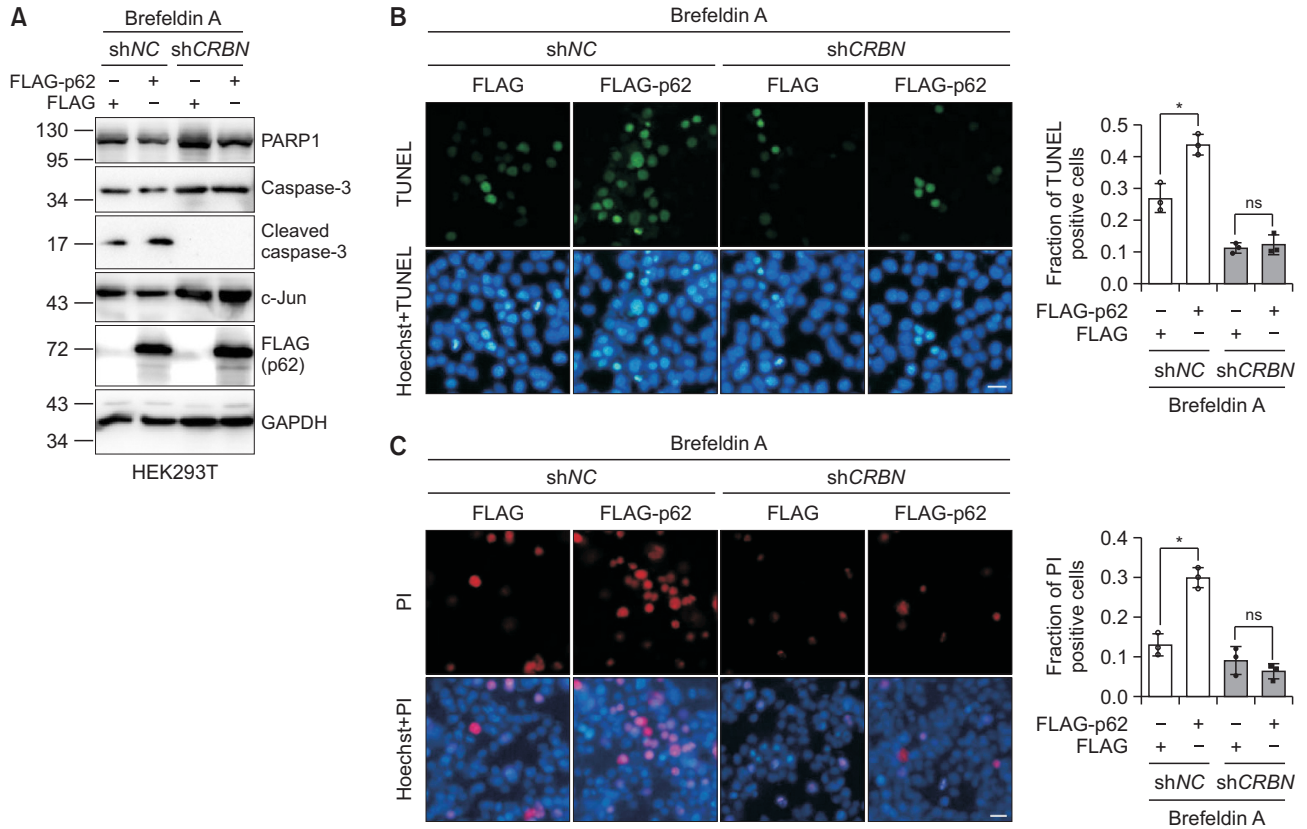 A
Brefeldin A
shNC shCRBN
FLAG-p62 – + – +
FLAG + – + –
130
95
PARP1
34
Caspase-3
17
Cleaved
caspase-3
43
c-Jun
72
FLAG
(p62)
43
34
GAPDH
HEK293T
B
Brefeldin A
shNC shCRBN
FLAG FLAG-p62 FLAG FLAG-p62
TUNEL
Hoechst+TUNEL
Fraction of TUNEL
positive cells
0.5
0.4
0.3
0.2
0.1
0.0
*
ns
FLAG-p62 – + – +
FLAG + – + –
shNC shCRBN
Brefeldin A
C
Brefeldin A
shNC shCRBN
FLAG FLAG-p62 FLAG FLAG-p62
PI
Hoechst+PI
Fraction of PI
positive cells
0.4
0.3
0.2
0.1
0.0
*
ns
FLAG-p62 – + – +
FLAG + – + –
shNC shCRBN
Brefeldin A